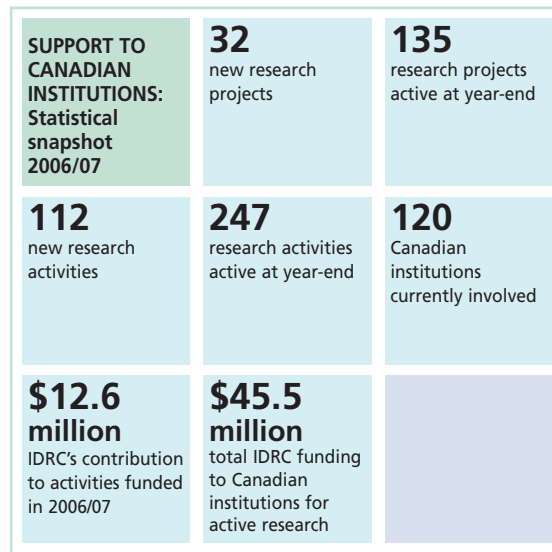 SUPPORT TO
CANADIAN
INSTITUTIONS:
Statistical
snapshot
2006/07
32
new research
projects
135
research projects
active at year-end
112
new research
activities
247
research activities
active at year-end
120
Canadian
institutions
currently involved
$12.6
million
IDRC's contribution
to activities funded
in 2006/07
$45.5
million
total IDRC funding
to Canadian
institutions for
active research